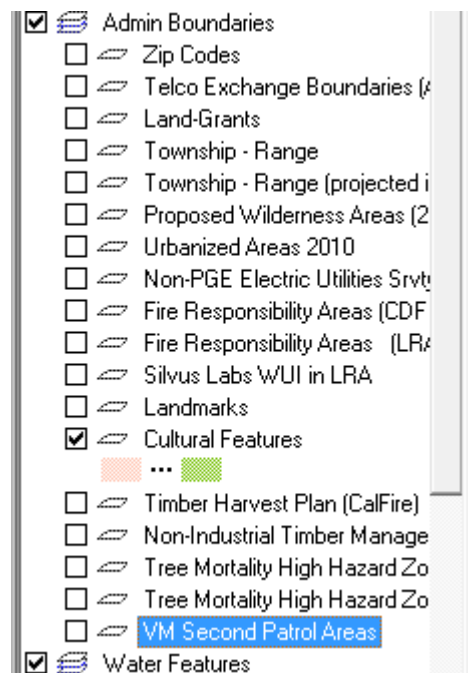 Admin Boundaries
Zip Codes
Telco Exchange Boundaries (A
Land-Grants
Township - Range
Township - Range (projected i
Proposed Wilderness Areas (2
Urbanized Areas 2010
Non-PGE Electric Utilities Srvty
Fire Responsibility Areas (CDF
Fire Responsibility Areas (LRA
Silvus Labs WUI in LRA
Landmarks
Cultural Features
...
Timber Harvest Plan (CalFire)
Non-Industrial Timber Manage
Tree Mortality High Hazard Zo
Tree Mortality High Hazard Zo
VM Second Patrol Areas
Water Features